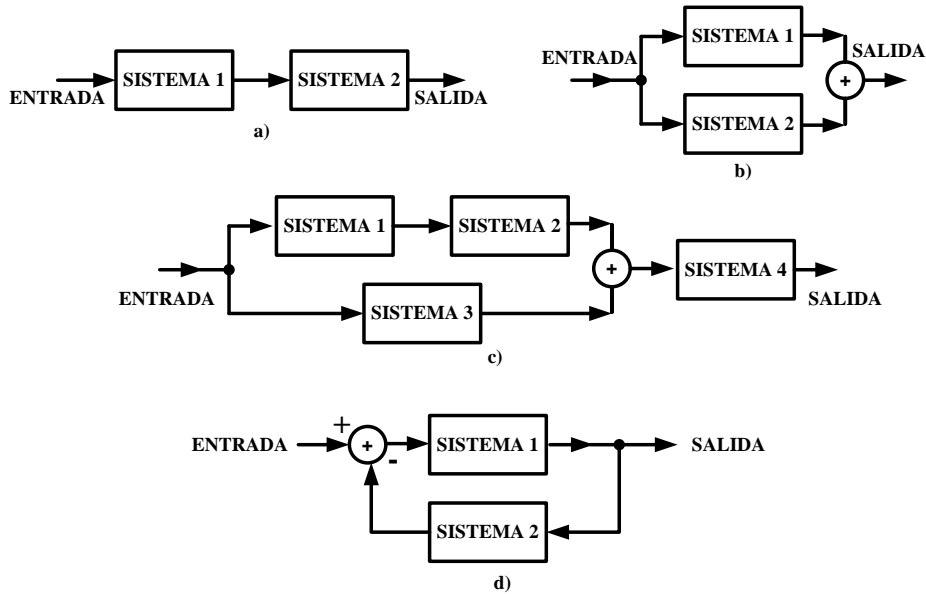 ENTRADA
SISTEMA 1
SISTEMA 2
SALIDA
a)
ENTRADA
SISTEMA 1
SISTEMA 2
+
SALIDA
b)
ENTRADA
SISTEMA 1
SISTEMA 2
SISTEMA 3
+
SISTEMA 4
SALIDA
c)
ENTRADA
+
+
-
SISTEMA 1
SALIDA
SISTEMA 2
d)